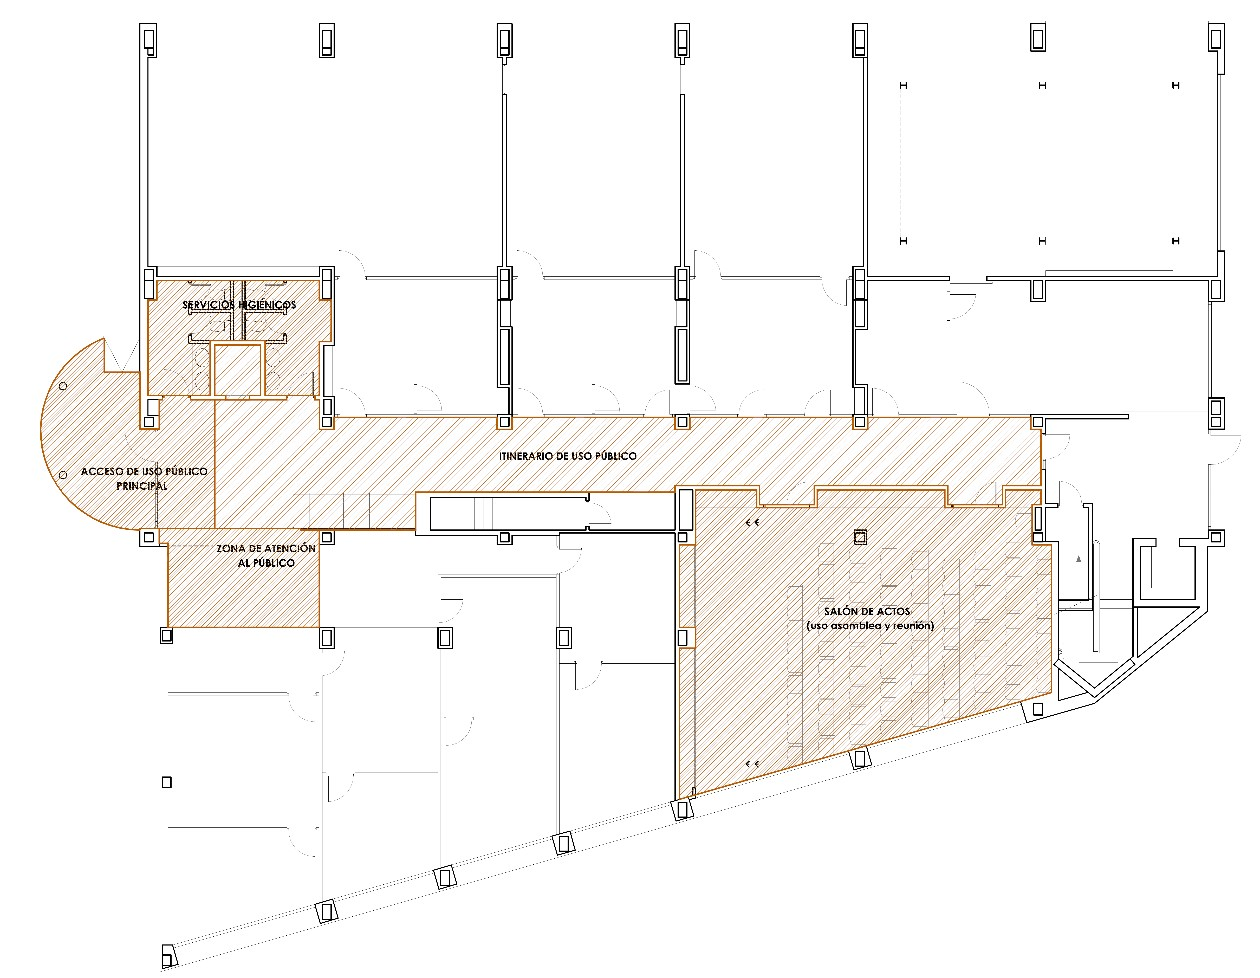 SERVICIOS HIGIÉNICOS
ITINERARIO DE USO PÚBLICO
ACCESO DE USO PÚBLICO
PRINCIPAL
ZONA DE ATENCIÓN
AL PÚBLICO
SALÓN DE ACTOS
(uso asamblea y reunión)